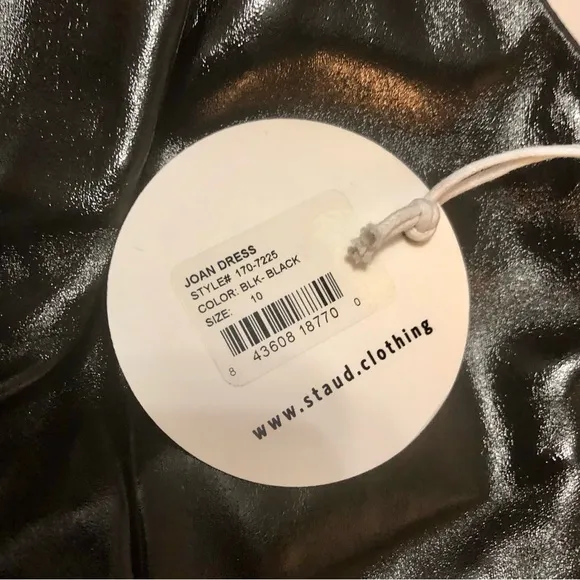 JOAN DRESS
STYLE# 170-7225
COLOR: BLK- BLACK
SIZE: 10
8 43608 18770 0
www.staud.clothing